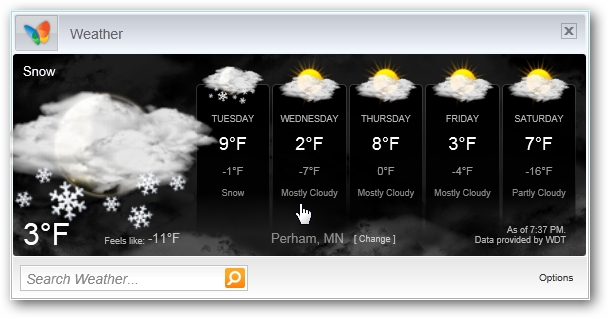 Weather
Snow
TUESDAY
9°F
-1°F
Snow
WEDNESDAY
2°F
-7°F
Mostly Cloudy
THURSDAY
8°F
0°F
Mostly Cloudy
FRIDAY
3°F
-4°F
Mostly Cloudy
SATURDAY
7°F
-16°F
Partly Cloudy
3°F
Feels like: -11°F
Perham, MN [ Change ]
As of 7:37 PM.
Data provided by WDT
Search Weather...
Options